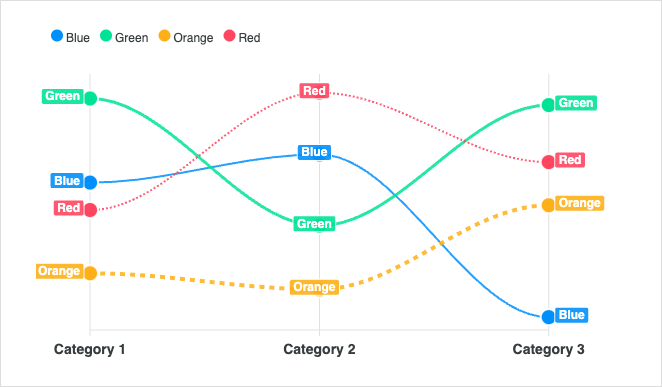 Blue Green Orange Red
Red
Green Green
Blue
Red
Blue
Red
Orange
Green
Orange
Orange
Blue
Category 1 Category 2 Category 3